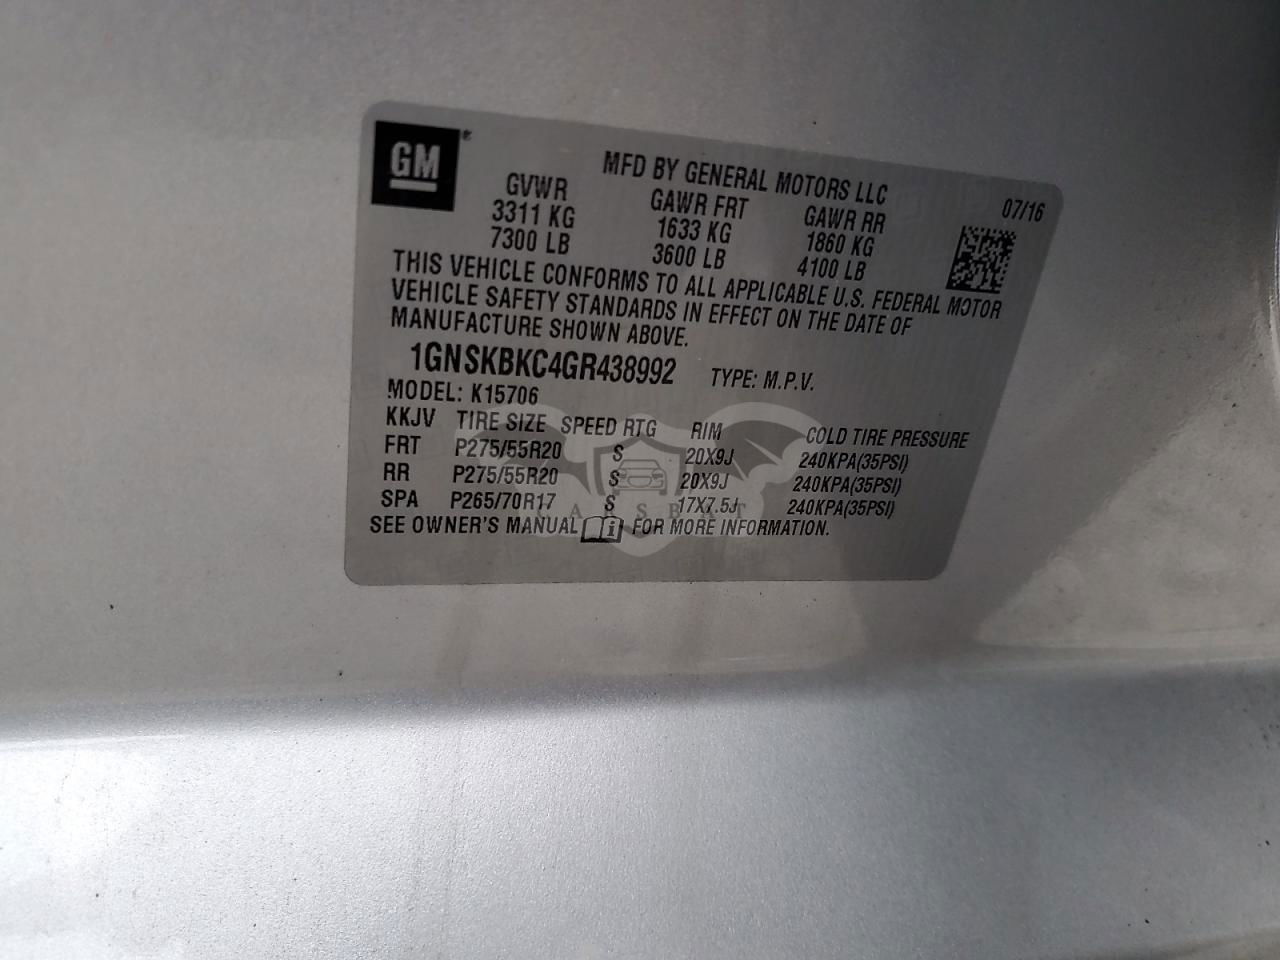 GM®
MFD BY GENERAL MOTORS LLC
07/16
GVWR GAWR FRT GAWR RR
3311 KG 1633 KG 1860 KG
7300 LB 3600 LB 4100 LB
THIS VEHICLE CONFORMS TO ALL APPLICABLE U.S. FEDERAL MOTOR
VEHICLE SAFETY STANDARDS IN EFFECT ON THE DATE OF
MANUFACTURE SHOWN ABOVE.
1GNSKBKC4GR438992 TYPE: M.P.V.
MODEL: K15706
KKJV TIRE SIZE SPEED RTG RIM COLD TIRE PRESSURE
FRT P275/55R20 S 20X9J 240KPA(35PSI)
RR P275/55R20 S 20X9J 240KPA(35PSI)
SPA P265/70R17 S 17X7.5J 240KPA(35PSI)
CARSBAT
SEE OWNER'S MANUAL FOR MORE INFORMATION.